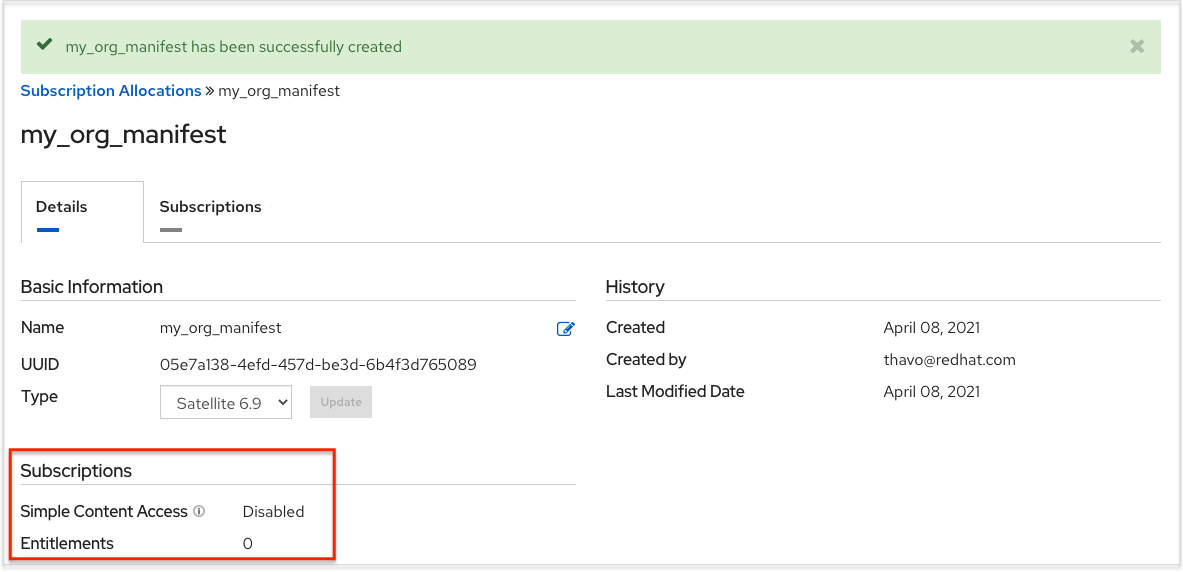 my_org_manifest has been successfully created
Subscription Allocations » my_org_manifest
my_org_manifest
Details Subscriptions
Basic Information
Name my_org_manifest
UUID 05e7a138-4efd-457d-be3d-6b4f3d765089
Type Satellite 6.9 Update
History
Created April 08, 2021
Created by thavo@redhat.com
Last Modified Date April 08, 2021
Subscriptions
Simple Content Access Disabled
Entitlements 0